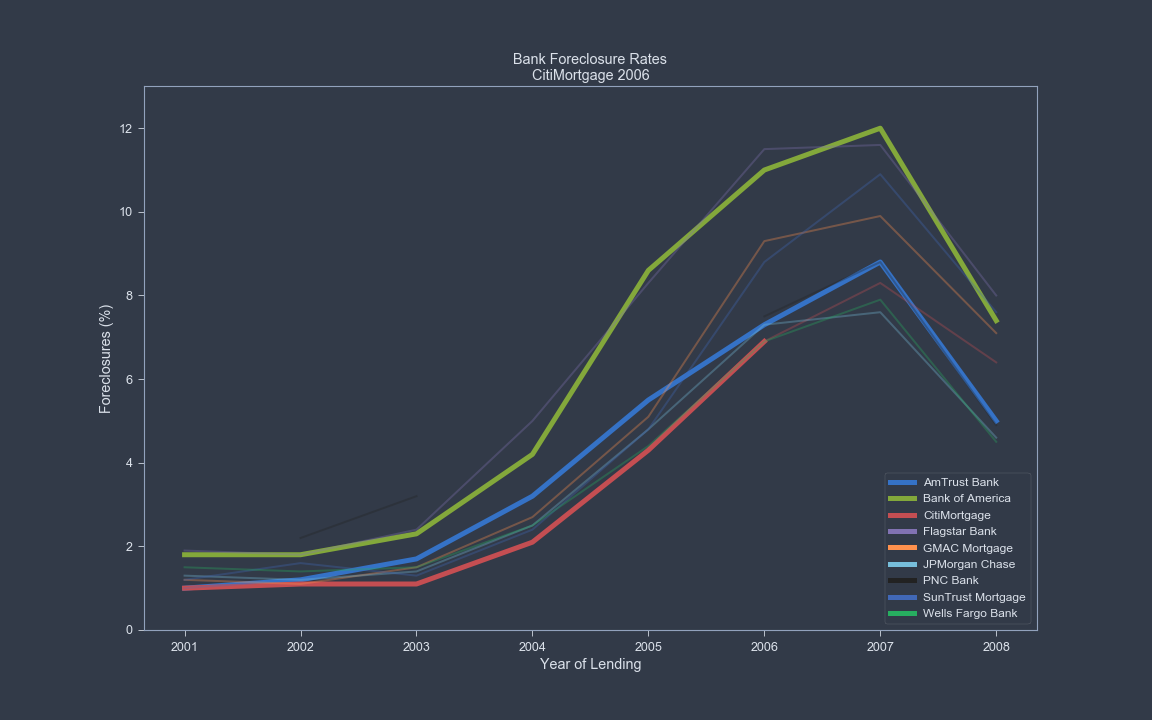 Bank Foreclosure Rates
CitiMortgage 2006
Foreclosures (%)
12
10
8
6
4
2
0
2001 2002 2003 2004 2005 2006 2007 2008
Year of Lending
AmTrust Bank
Bank of America
CitiMortgage
Flagstar Bank
GMAC Mortgage
JPMorgan Chase
PNC Bank
SunTrust Mortgage
Wells Fargo Bank